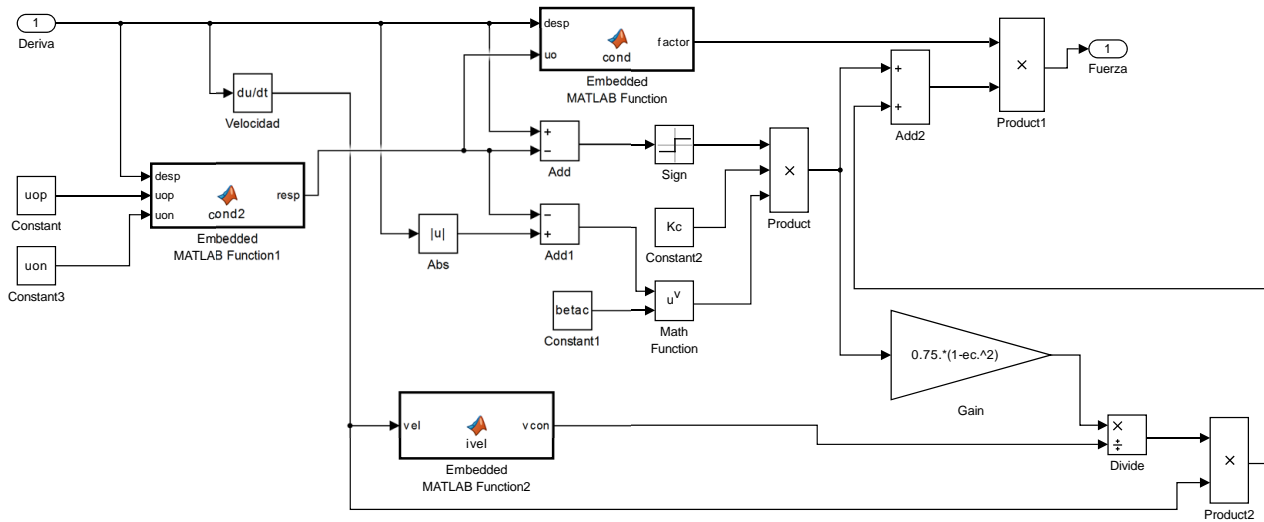 1
Deriva
desp
uo
cond
factor
Embedded
MATLAB Function
du/dt
Velocidad
+
+
Add2
×
Product1
1
Fuerza
desp
uop
uon
cond2
resp
Embedded
MATLAB Function1
uop
Constant
uon
Constant3
+
−
Add
Sign
×
Product
|u|
Abs
−
+
Add1
Kc
Constant2
betac
Constant1
u^v
Math
Function
0.75.*(1-ec.^2)
Gain
vel
ivel
vcon
Embedded
MATLAB Function2
×
÷
Divide
×
Product2